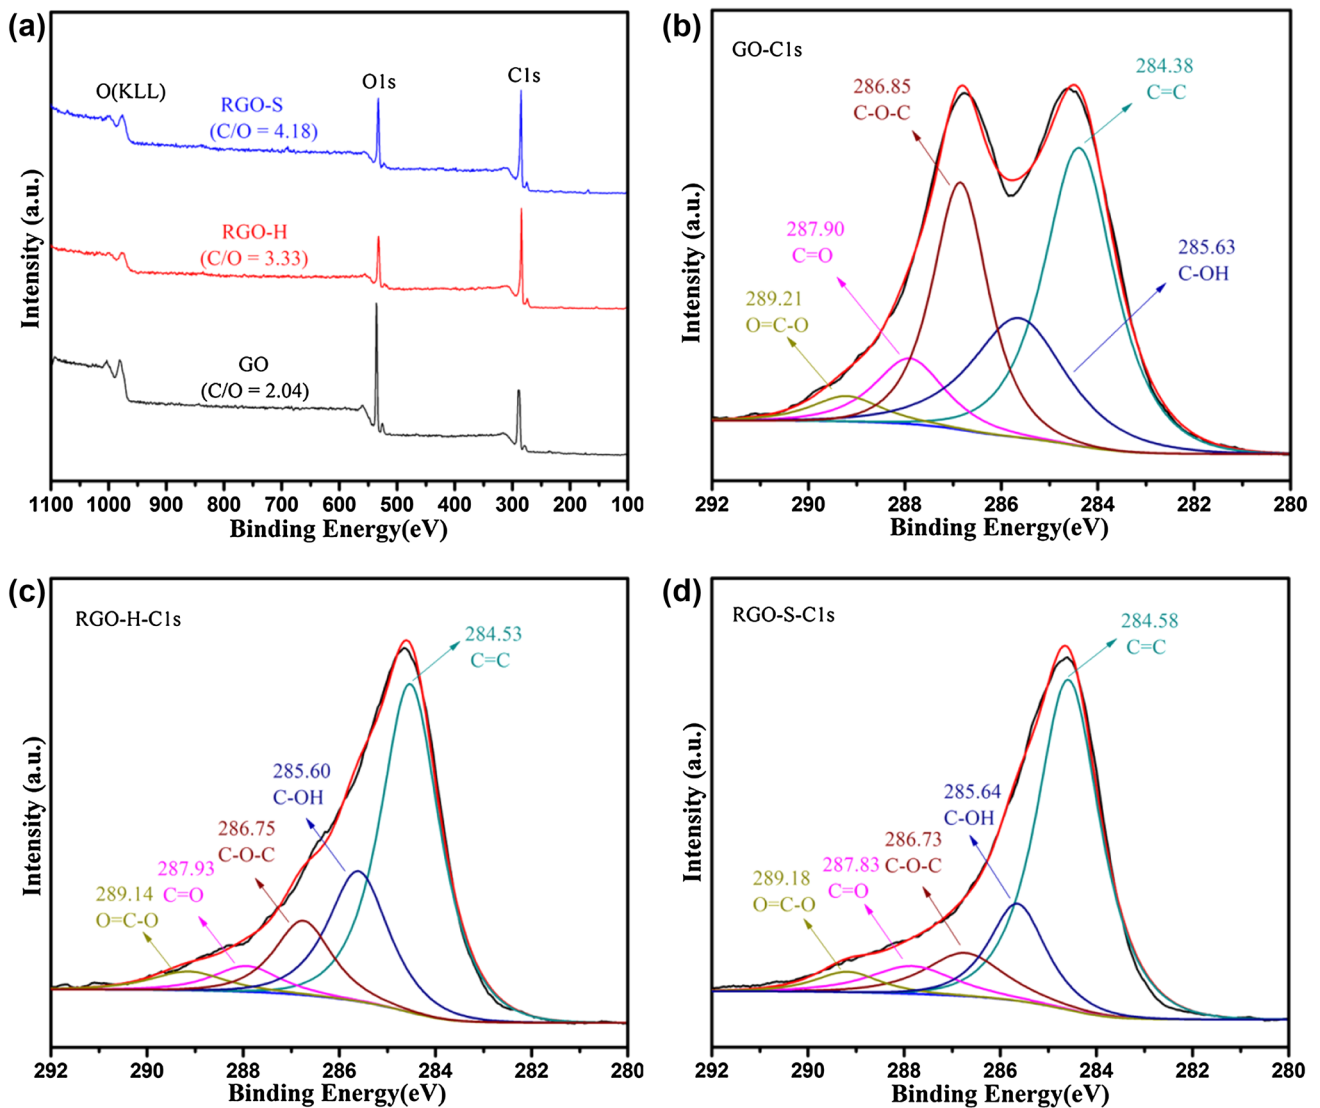 (a)
O(KLL)
O1s
C1s
RGO-S
(C/O = 4.18)
RGO-H
(C/O = 3.33)
GO
(C/O = 2.04)
Intensity (a.u.)
1100 1000 900 800 700 600 500 400 300 200 100
Binding Energy(eV)
(b)
GO-C1s
286.85
C-O-C
284.38
C=C
287.90
C=O
285.63
C-OH
289.21
O=C-O
Intensity (a.u.)
292 290 288 286 284 282 280
Binding Energy(eV)
(c)
RGO-H-C1s
284.53
C=C
285.60
C-OH
286.75
C-O-C
287.93
C=O
289.14
O=C-O
Intensity (a.u.)
292 290 288 286 284 282 280
Binding Energy(eV)
(d)
RGO-S-C1s
284.58
C=C
285.64
C-OH
286.73
C-O-C
287.83
C=O
289.18
O=C-O
Intensity (a.u.)
292 290 288 286 284 282 280
Binding Energy(eV)